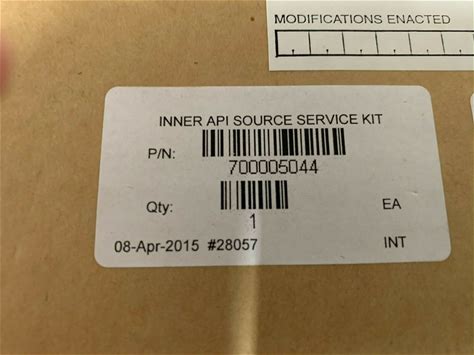 MODIFICATIONS ENACTED
INNER API SOURCE SERVICE KIT
P/N:
700005044
Qty:
1
EA
08-Apr-2015 #28057
INT